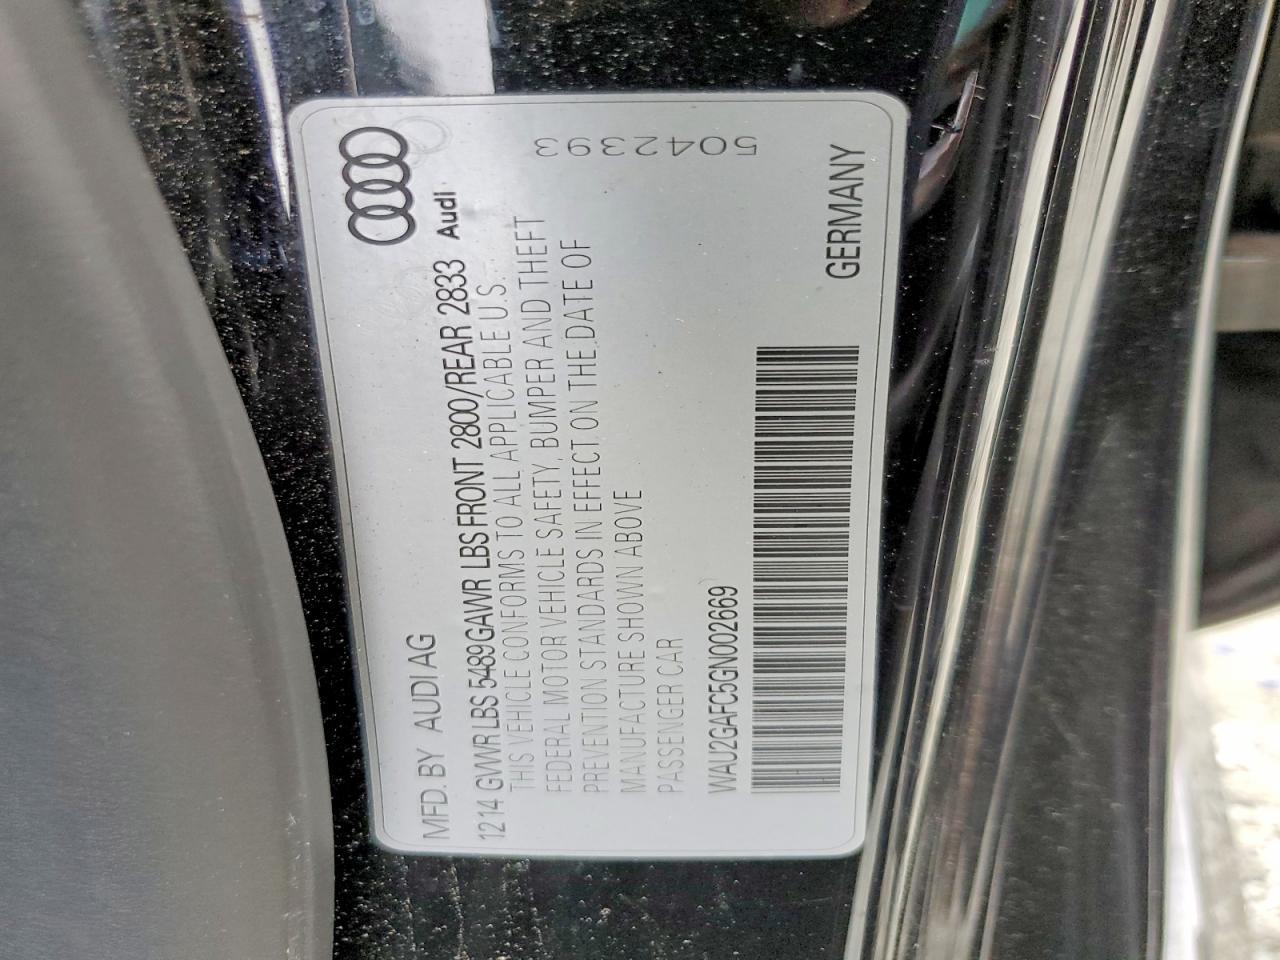 MFD. BY AUDI AG
1214 GVWR LBS 5489 GAWR LBS FRONT 2800/REAR 2833 Audi
THIS VEHICLE CONFORMS TO ALL APPLICABLE U.S.
FEDERAL MOTOR VEHICLE SAFETY, BUMPER AND THEFT
PREVENTION STANDARDS IN EFFECT ON THE DATE OF
MANUFACTURE SHOWN ABOVE
PASSENGER CAR
WAU2GAFC5GN002669
GERMANY
5042393